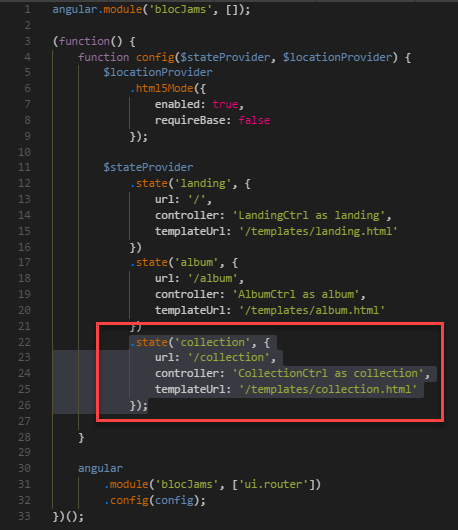 1 angular.module('blocJams', []);
2
3 (function() {
4     function config($stateProvider, $locationProvider) {
5         $locationProvider
6             .html5Mode({
7                 enabled: true,
8                 requireBase: false
9             });
10
11         $stateProvider
12             .state('landing', {
13                 url: '/',
14                 controller: 'LandingCtrl as landing',
15                 templateUrl: '/templates/landing.html'
16             })
17             .state('album', {
18                 url: '/album',
19                 controller: 'AlbumCtrl as album',
20                 templateUrl: '/templates/album.html'
21             })
22             .state('collection', {
23                 url: '/collection',
24                 controller: 'CollectionCtrl as collection',
25                 templateUrl: '/templates/collection.html'
26             });
27
28     }
29
30     angular
31         .module('blocJams', ['ui.router'])
32         .config(config);
33 })();